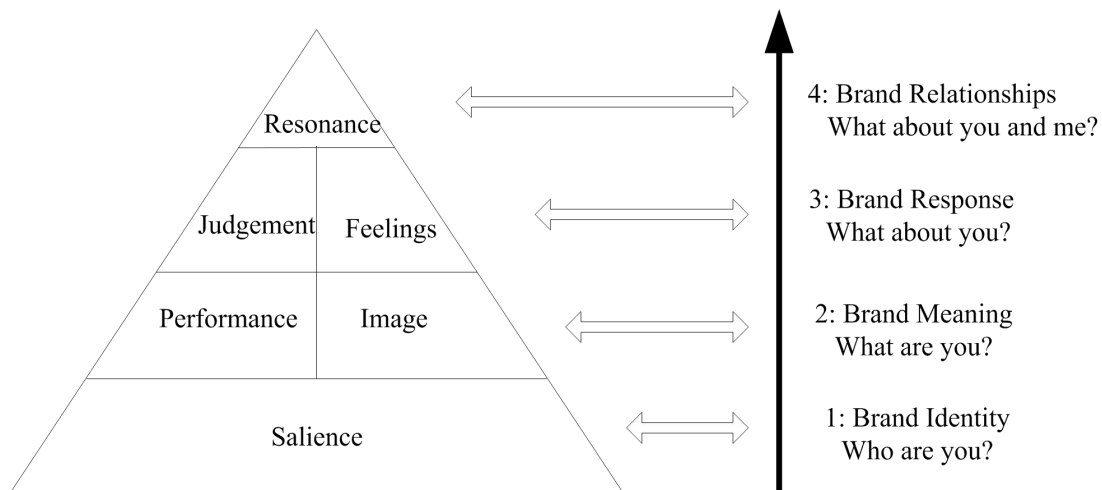 Resonance
4: Brand Relationships
What about you and me?
Judgement
Feelings
3: Brand Response
What about you?
Performance
Image
2: Brand Meaning
What are you?
Salience
1: Brand Identity
Who are you?